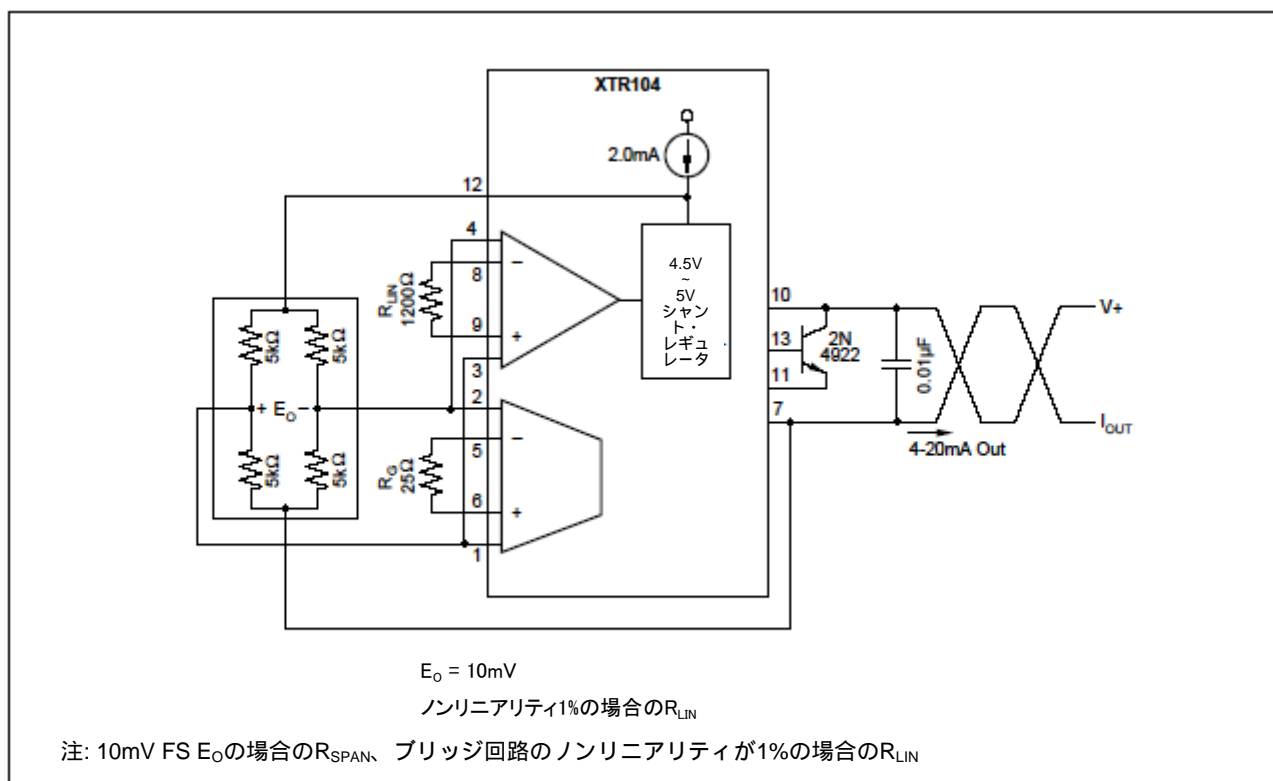 XTR104
2.0mA
12
4
8
9
3
2
5
6
1
−
+
−
+
R_LIN
1200Ω
R_G
25Ω
5kΩ
5kΩ
+ E_O −
5kΩ
5kΩ
4.5V
~
5V
シャント・
レギュ
レータ
10
13
11
7
2N
4922
0.01µF
V+
I_OUT
4-20mA Out
E_O = 10mV
ノンリニアリティ1%の場合のR_LIN
注: 10mV FS E_Oの場合のR_SPAN、ブリッジ回路のノンリニアリティが1%の場合のR_LIN